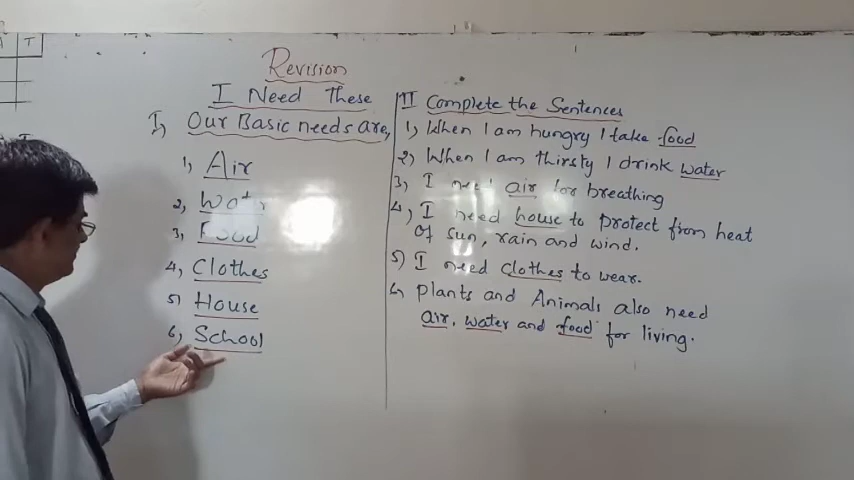 T
Revision
I Need These
I, Our Basic needs are,
1, Air
2, Water
3, Food
4, Clothes
5, House
6, School
II Complete the Sentences
1) When I am hungry I take food
2) When I am thirsty I drink water
3) I need air for breathing
4) I need house to protect from heat
of sun, rain and wind.
5) I need clothes to wear.
6, Plants and Animals also need
air, water and food for living.